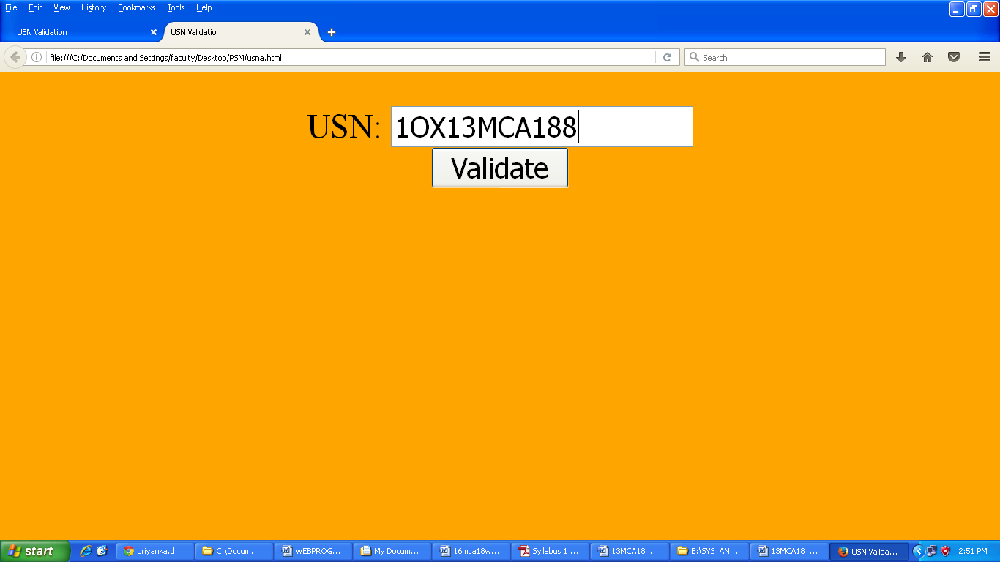 File Edit View History Bookmarks Tools Help
USN Validation USN Validation
file:///C:/Documents and Settings/faculty/Desktop/PSM/usna.html Search
USN: 1OX13MCA188
Validate
start priyanka.d... C:\Docum... WEBPROG... My Docum... 16mca18w... Syllabus 1 ... 13MCA18_... E:\SYS_AN... 13MCA18_... USN Valida... 2:51 PM